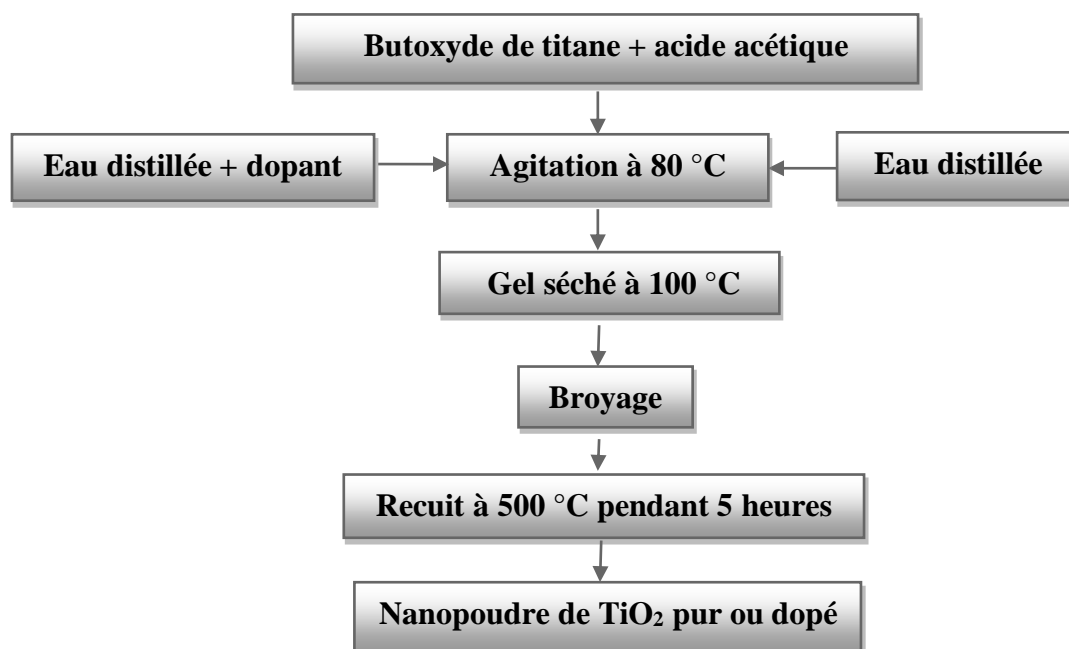 Butoxyde de titane + acide acétique
Eau distillée + dopant
Agitation à 80 °C
Eau distillée
Gel séché à 100 °C
Broyage
Recuit à 500 °C pendant 5 heures
Nanopoudre de TiO₂ pur ou dopé